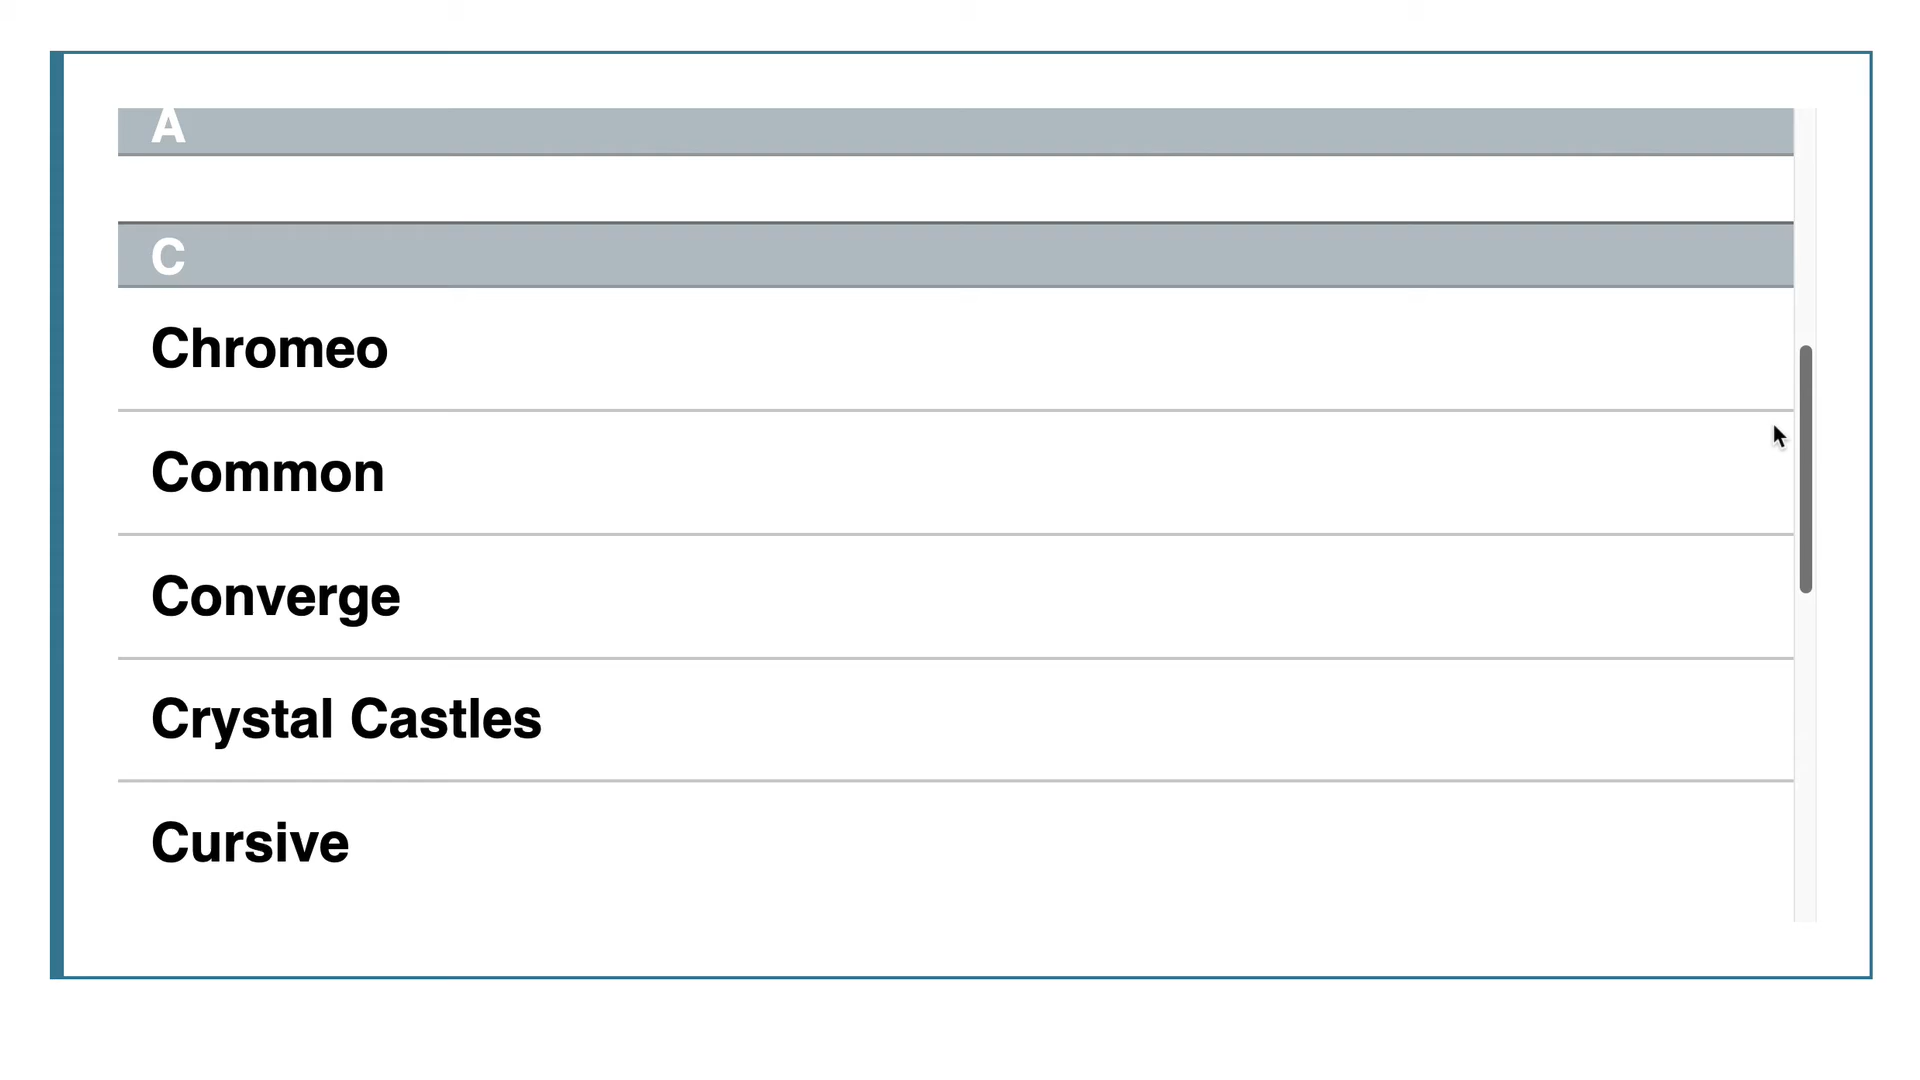 A
C
Chromeo
Common
Converge
Crystal Castles
Cursive